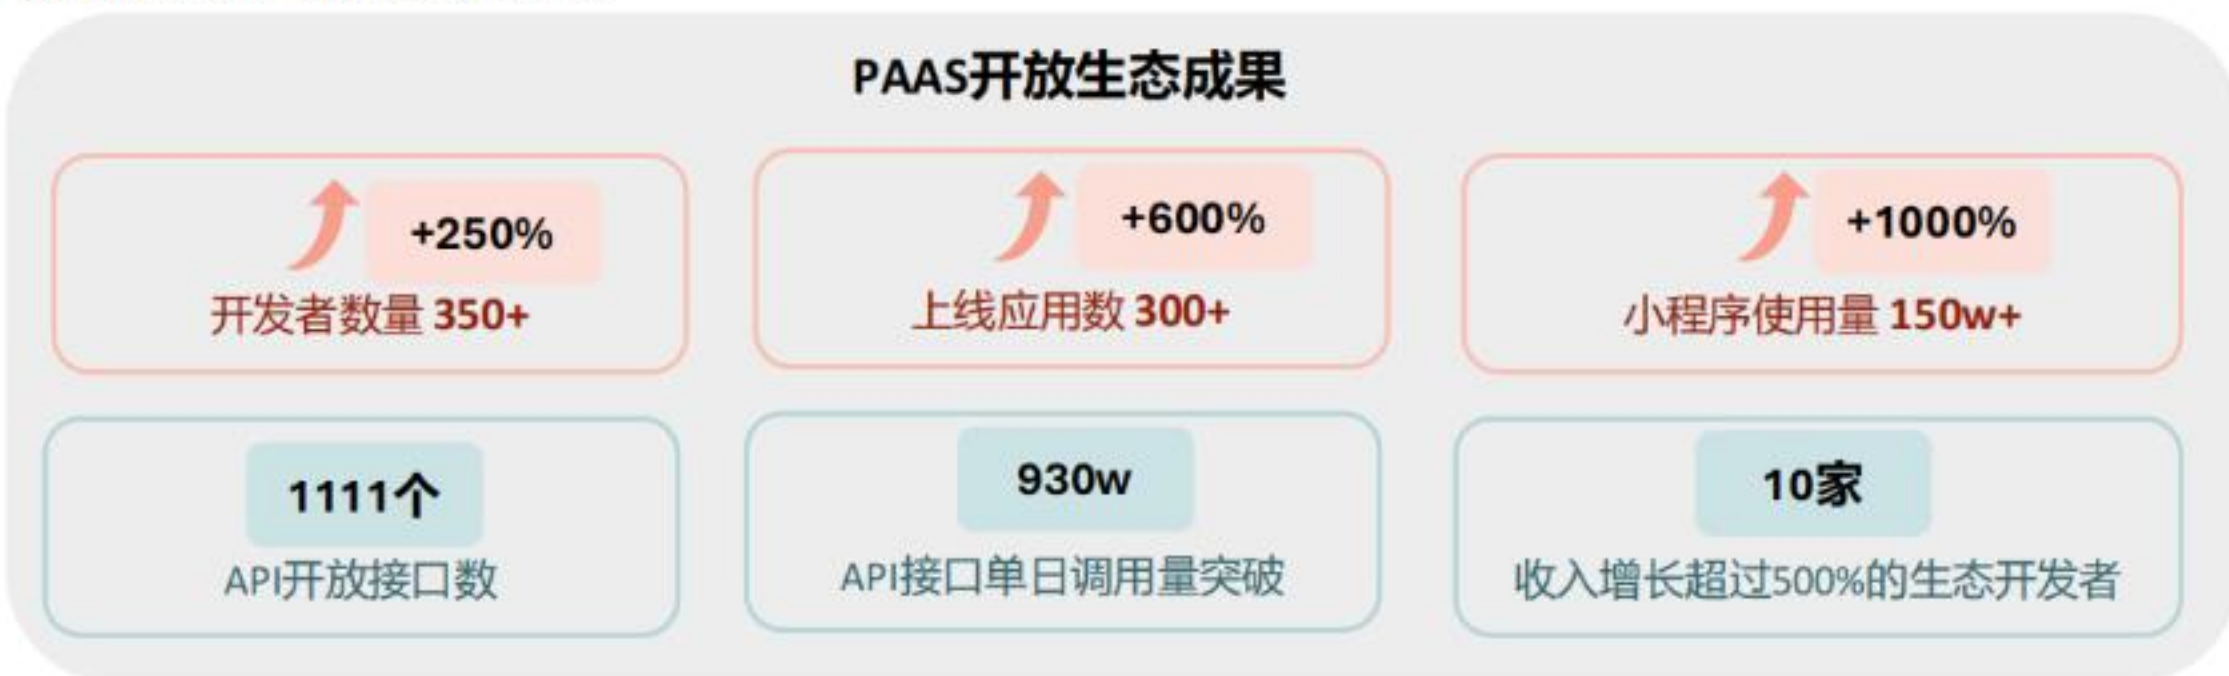 PAAS开放生态成果
+250%
开发者数量 350+
+600%
上线应用数 300+
+1000%
小程序使用量 150w+
1111个
API开放接口数
930w
API接口单日调用量突破
10家
收入增长超过500%的生态开发者